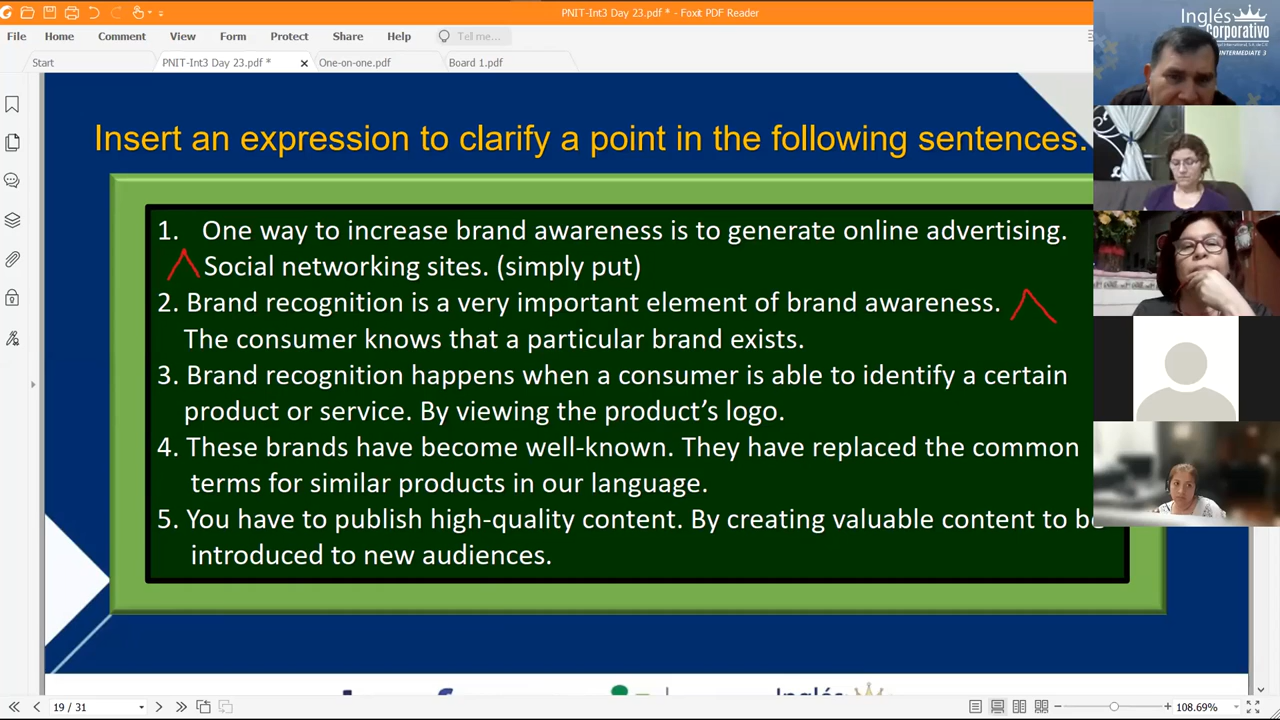 PNIT-Int3 Day 23.pdf * - Foxit PDF Reader
File Home Comment View Form Protect Share Help Tell me...
Start PNIT-Int3 Day 23.pdf * One-on-one.pdf Board 1.pdf
Inglés
Corporativo
INTERMEDIATE 3
Insert an expression to clarify a point in the following sentences.
1. One way to increase brand awareness is to generate online advertising.
Social networking sites. (simply put)
2. Brand recognition is a very important element of brand awareness.
The consumer knows that a particular brand exists.
3. Brand recognition happens when a consumer is able to identify a certain
product or service. By viewing the product’s logo.
4. These brands have become well-known. They have replaced the common
terms for similar products in our language.
5. You have to publish high-quality content. By creating valuable content to be
introduced to new audiences.
Inglés
19 / 31
108.69%